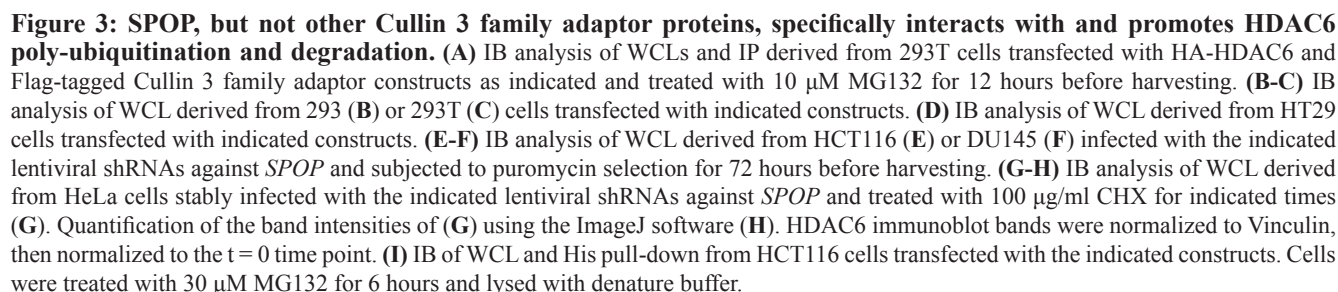 Figure 3: SPOP, but not other Cullin 3 family adaptor proteins, specifically interacts with and promotes HDAC6
poly-ubiquitination and degradation. (A) IB analysis of WCLs and IP derived from 293T cells transfected with HA-HDAC6 and
Flag-tagged Cullin 3 family adaptor constructs as indicated and treated with 10 μM MG132 for 12 hours before harvesting. (B-C) IB
analysis of WCL derived from 293 (B) or 293T (C) cells transfected with indicated constructs. (D) IB analysis of WCL derived from HT29
cells transfected with indicated constructs. (E-F) IB analysis of WCL derived from HCT116 (E) or DU145 (F) infected with the indicated
lentiviral shRNAs against SPOP and subjected to puromycin selection for 72 hours before harvesting. (G-H) IB analysis of WCL derived
from HeLa cells stably infected with the indicated lentiviral shRNAs against SPOP and treated with 100 μg/ml CHX for indicated times
(G). Quantification of the band intensities of (G) using the ImageJ software (H). HDAC6 immunoblot bands were normalized to Vinculin,
then normalized to the t = 0 time point. (I) IB of WCL and His pull-down from HCT116 cells transfected with the indicated constructs. Cells
were treated with 30 μM MG132 for 6 hours and lysed with denature buffer.